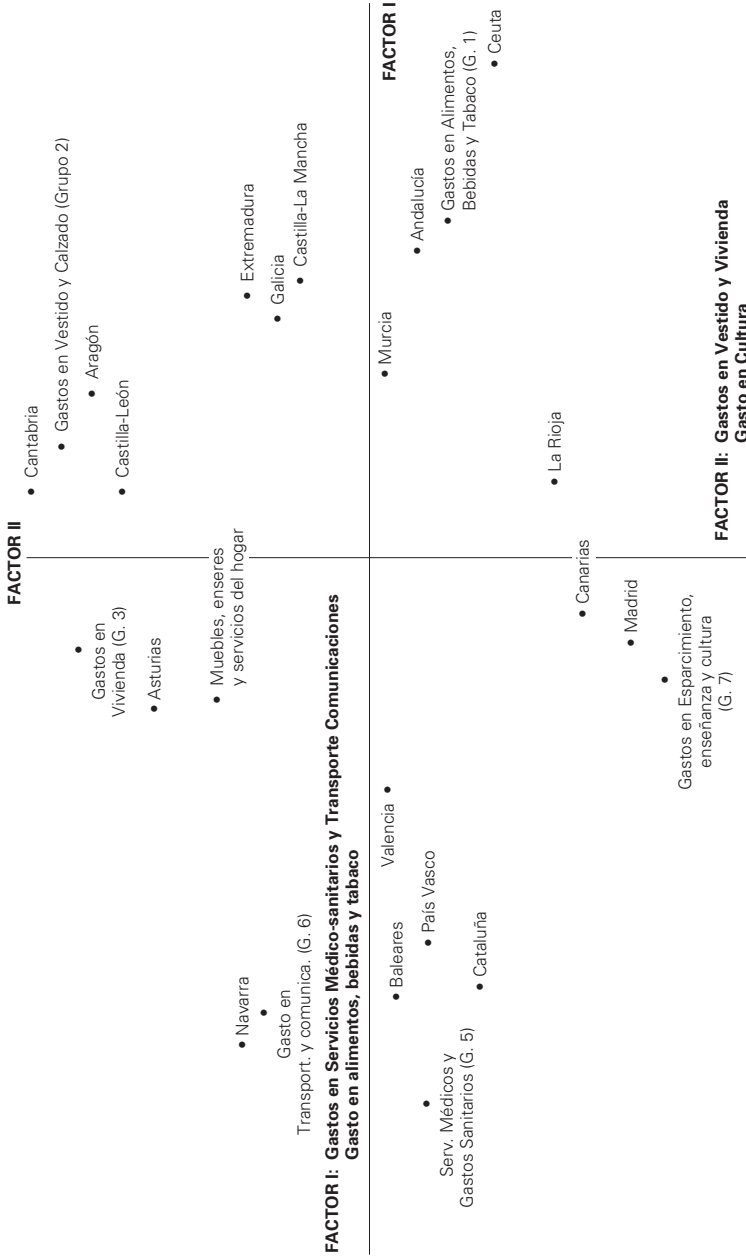 FACTOR II
Cantabria
Gastos en Vestido y Calzado (Grupo 2)
Aragón
Castilla-León
Gastos en
Vivienda (G. 3)
Asturias
Muebles, enseres
y servicios del hogar
Extremadura
Galicia
Castilla-La Mancha
Navarra
Gasto en
Transport. y comunica. (G. 6)
FACTOR I: Gastos en Servicios Médico-sanitarios y Transporte Comunicaciones
Gasto en alimentos, bebidas y tabaco
FACTOR I
Murcia
Andalucía
Gastos en Alimentos,
Bebidas y Tabaco (G. 1)
Ceuta
Valencia
Baleares
País Vasco
Cataluña
Serv. Médicos y
Gastos Sanitarios (G. 5)
La Rioja
Canarias
Madrid
Gastos en Esparcimiento,
enseñanza y cultura
(G. 7)
FACTOR II: Gastos en Vestido y Vivienda
Gasto en Cultura